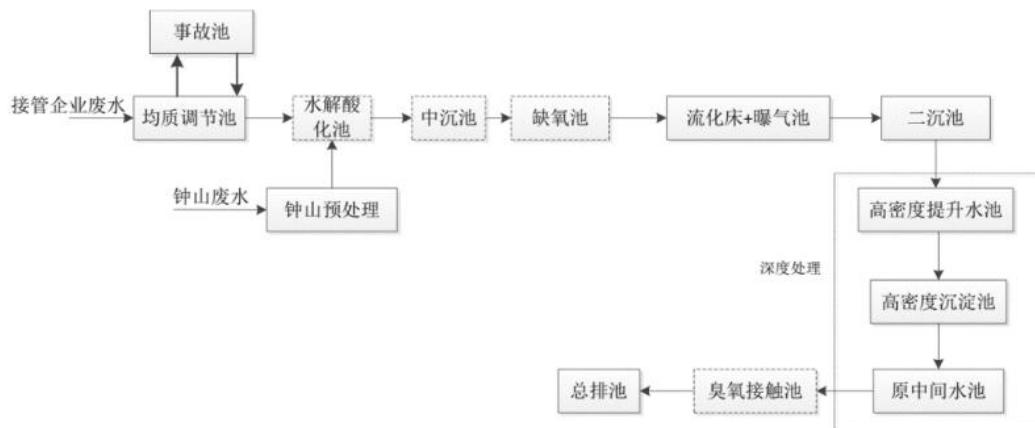 事故池
接管企业废水
均质调节池
水解酸
化池
中沉池
缺氧池
流化床+曝气池
二沉池
钟山废水
钟山预处理
高密度提升水池
深度处理
高密度沉淀池
总排池
臭氧接触池
原中间水池